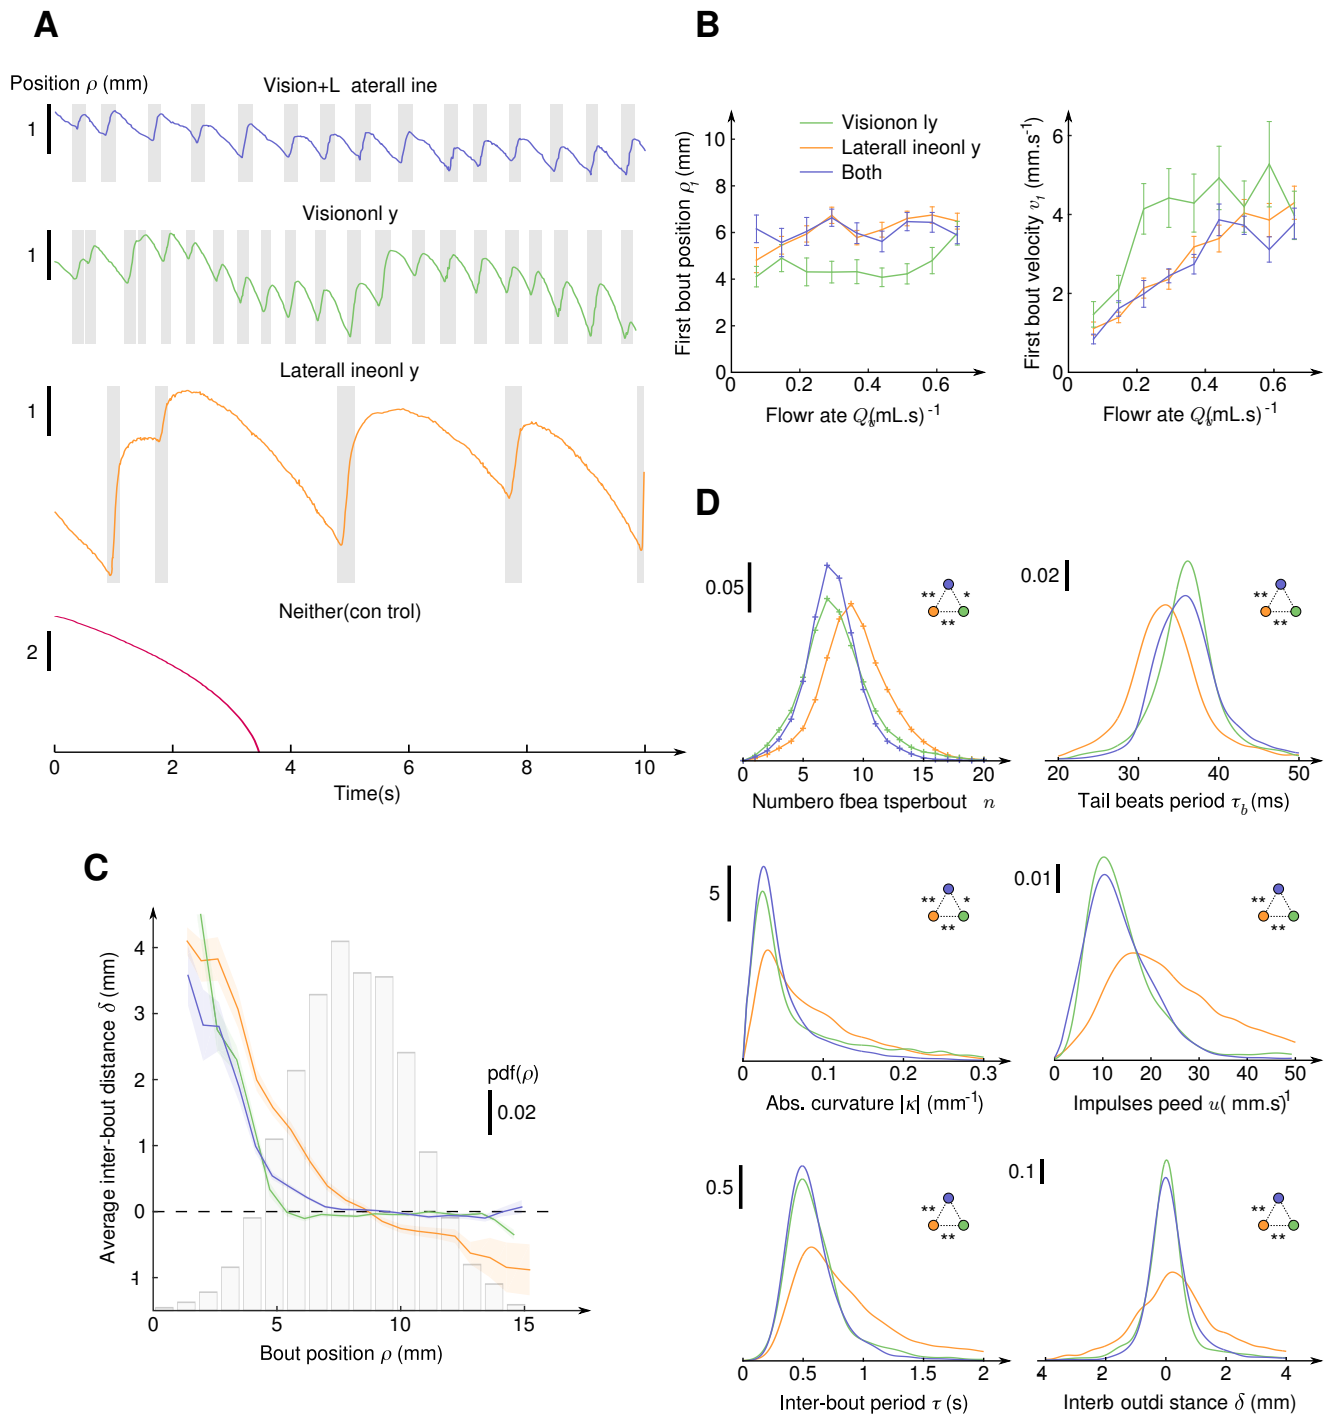 A
Position ρ (mm)
Vision+L aterall ine
1
Visiononl y
1
Laterall ineonl y
1
Neither(con trol)
2
0 2 4 6 8 10
Time(s)
B
Visionon ly
Laterall ineonl y
Both
First bout position ρ₁ (mm)
10
8
6
4
2
0
0 0.2 0.4 0.6
Flowr ate Q (mL.s)⁻¹
First bout velocity v₁ (mm.s⁻¹)
6
4
2
0
0 0.2 0.4 0.6
Flowr ate Q (mL.s)⁻¹
C
Average inter-bout distance δ (mm)
4
3
2
1
0
1
pdf(ρ)
0.02
0 5 10 15
Bout position ρ (mm)
D
0.05
** *
**
0 5 10 15 20
Numbero fbea tsperbout n
0.02
**
**
20 30 40 50
Tail beats period τb (ms)
5
** *
**
0 0.1 0.2 0.3
Abs. curvature |κ| (mm⁻¹)
0.01
**
**
0 10 20 30 40 50
Impulses peed u( mm.s)¹
0.5
**
**
0 0.5 1 1.5 2
Inter-bout period τ (s)
0.1
**
**
4 2 0 2 4
Interb outdi stance δ (mm)